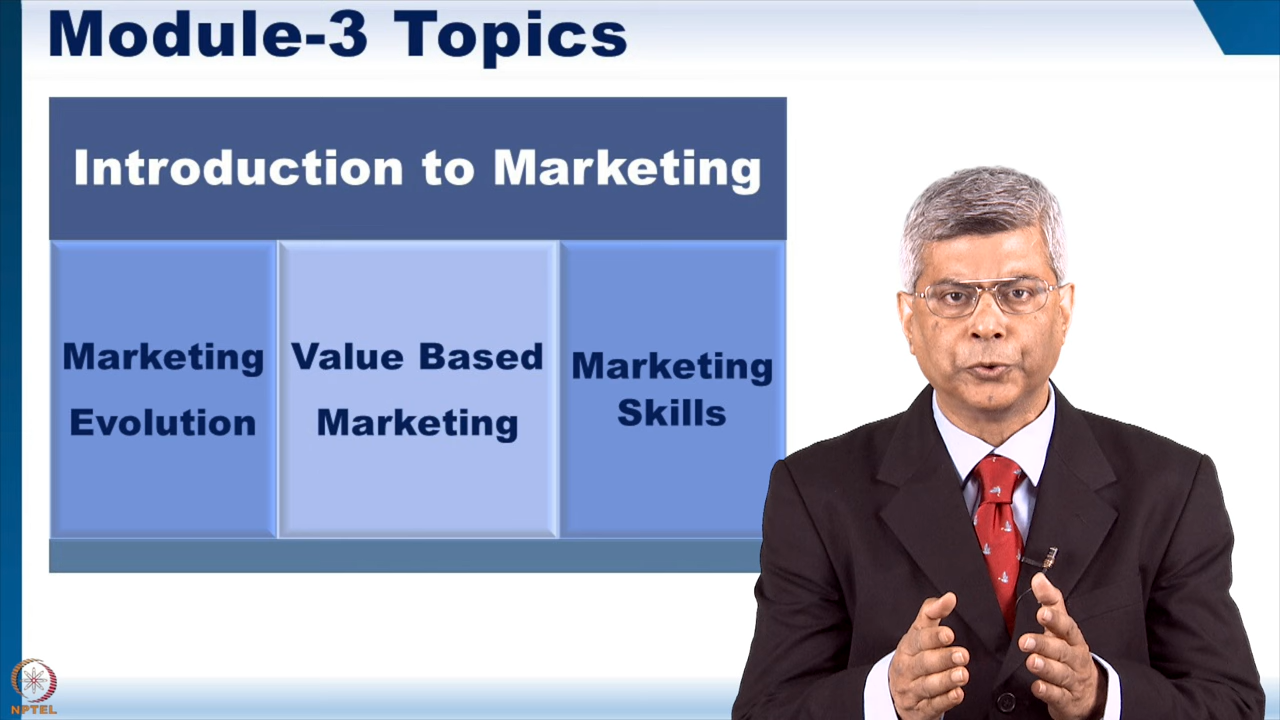 Module-3 Topics
Introduction to Marketing
Marketing
Evolution
Value Based
Marketing
Marketing
Skills
NPTEL